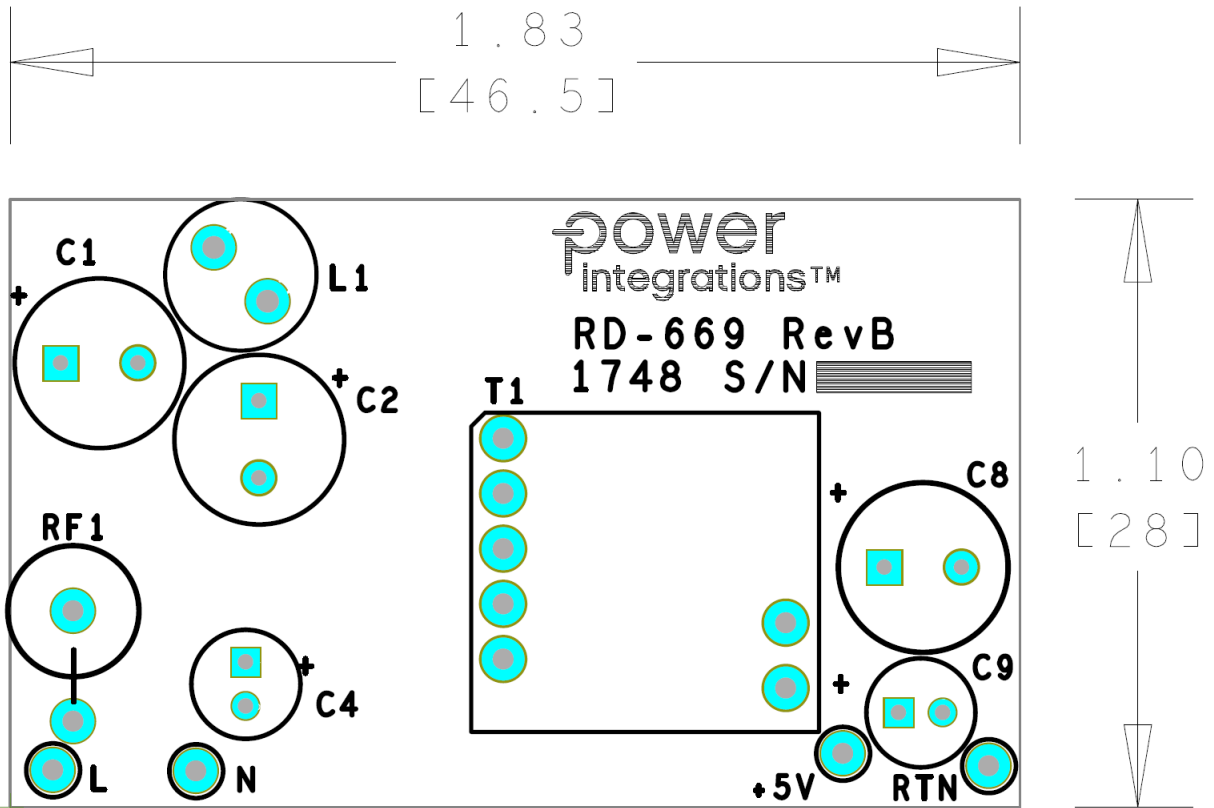 1.83
[46.5]
power
integrations™
C1
L1
RD-669 RevB
1748 S/N
T1
C2
C8
1.10
[28]
RF1
C9
C4
L
N
+5V
RTN